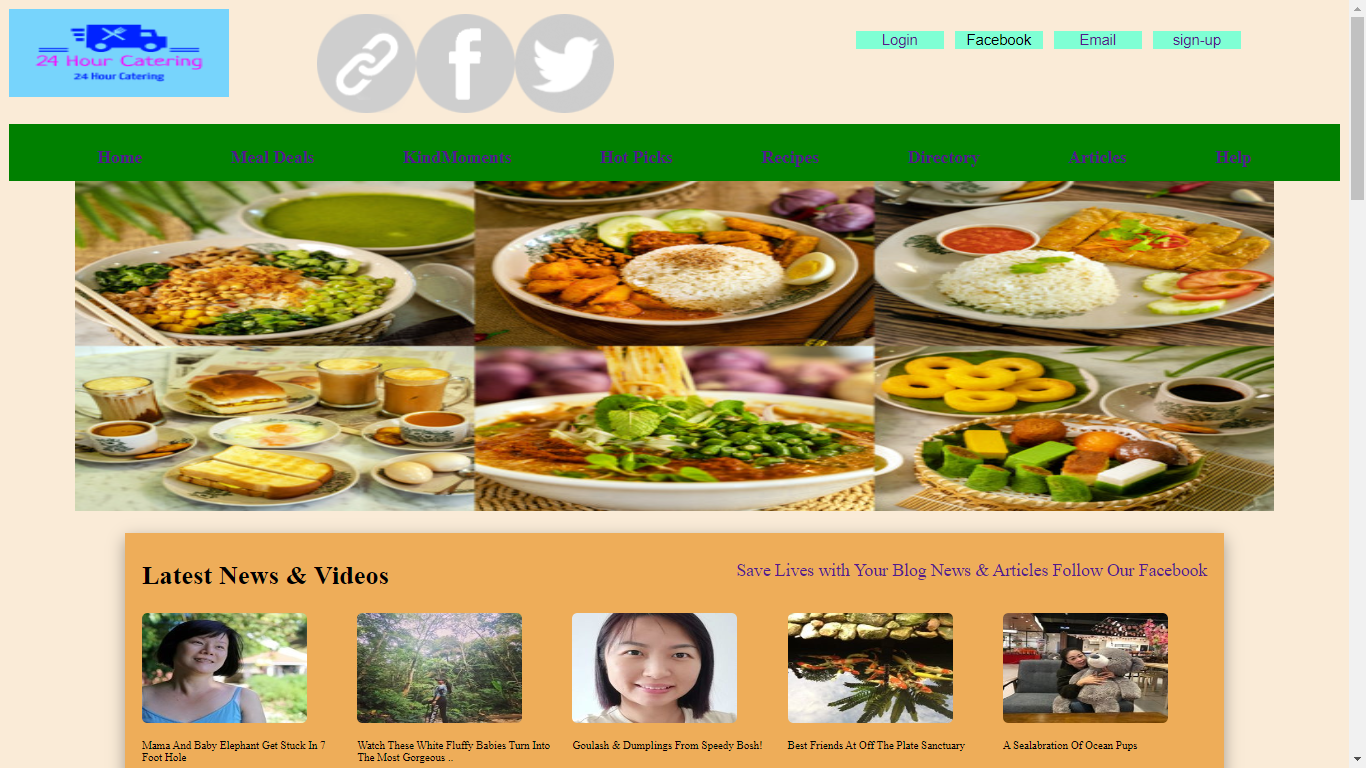 24 Hour Catering
24 Hour Catering
Login Facebook Email sign-up
Home Meal Deals KindMoments Hot Picks Recipes Directory Articles Help
Latest News & Videos
Save Lives with Your Blog News & Articles Follow Our Facebook
Mama And Baby Elephant Get Stuck In 7
Foot Hole
Watch These White Fluffy Babies Turn Into
The Most Gorgeous ..
Goulash & Dumplings From Speedy Bosh!
Best Friends At Off The Plate Sanctuary
A Sealabration Of Ocean Pups